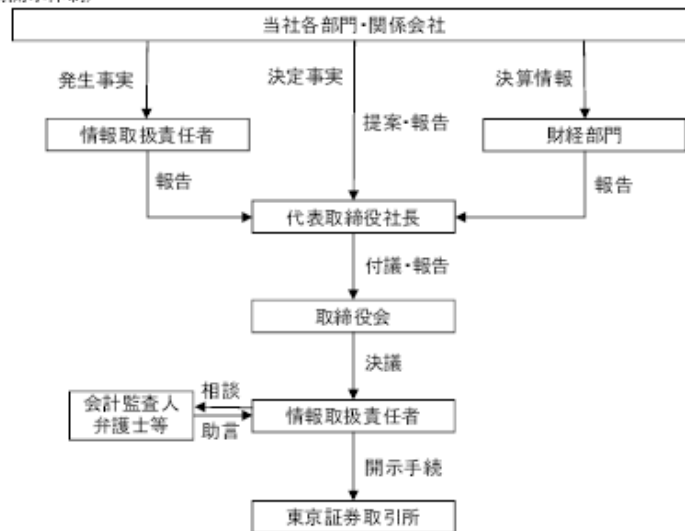 当社各部門・関係会社
発生事実
決定事実
決算情報
情報取扱責任者
提案・報告
財経部門
報告
報告
代表取締役社長
付議・報告
取締役会
決議
会計監査人
弁護士等
相談
助言
情報取扱責任者
開示手続
東京証券取引所